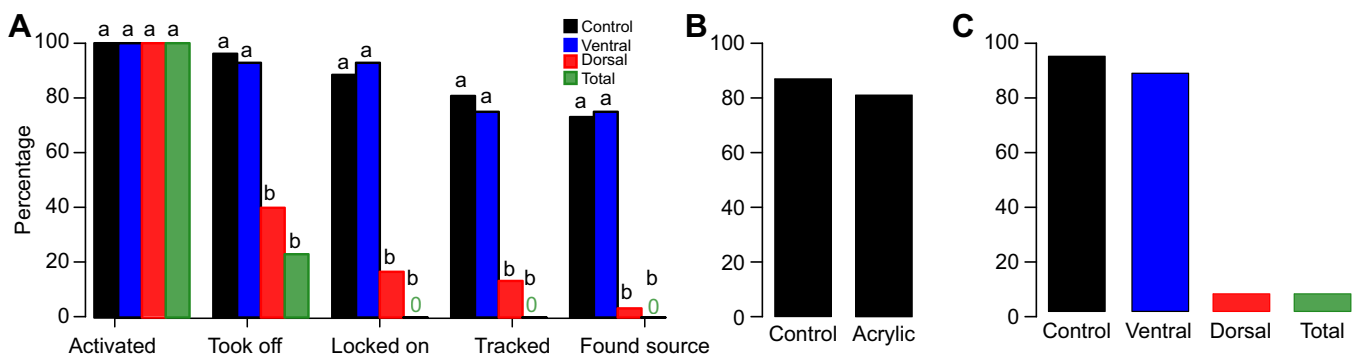 A
a a a a
Control
Ventral
Dorsal
Total
100
80
60
40
20
0
Percentage
a a b b
a a b b 0
a a b b 0
a a b b 0
Activated Took off Locked on Tracked Found source
B
100
80
60
40
20
0
Control Acrylic
C
100
80
60
40
20
0
Control Ventral Dorsal Total